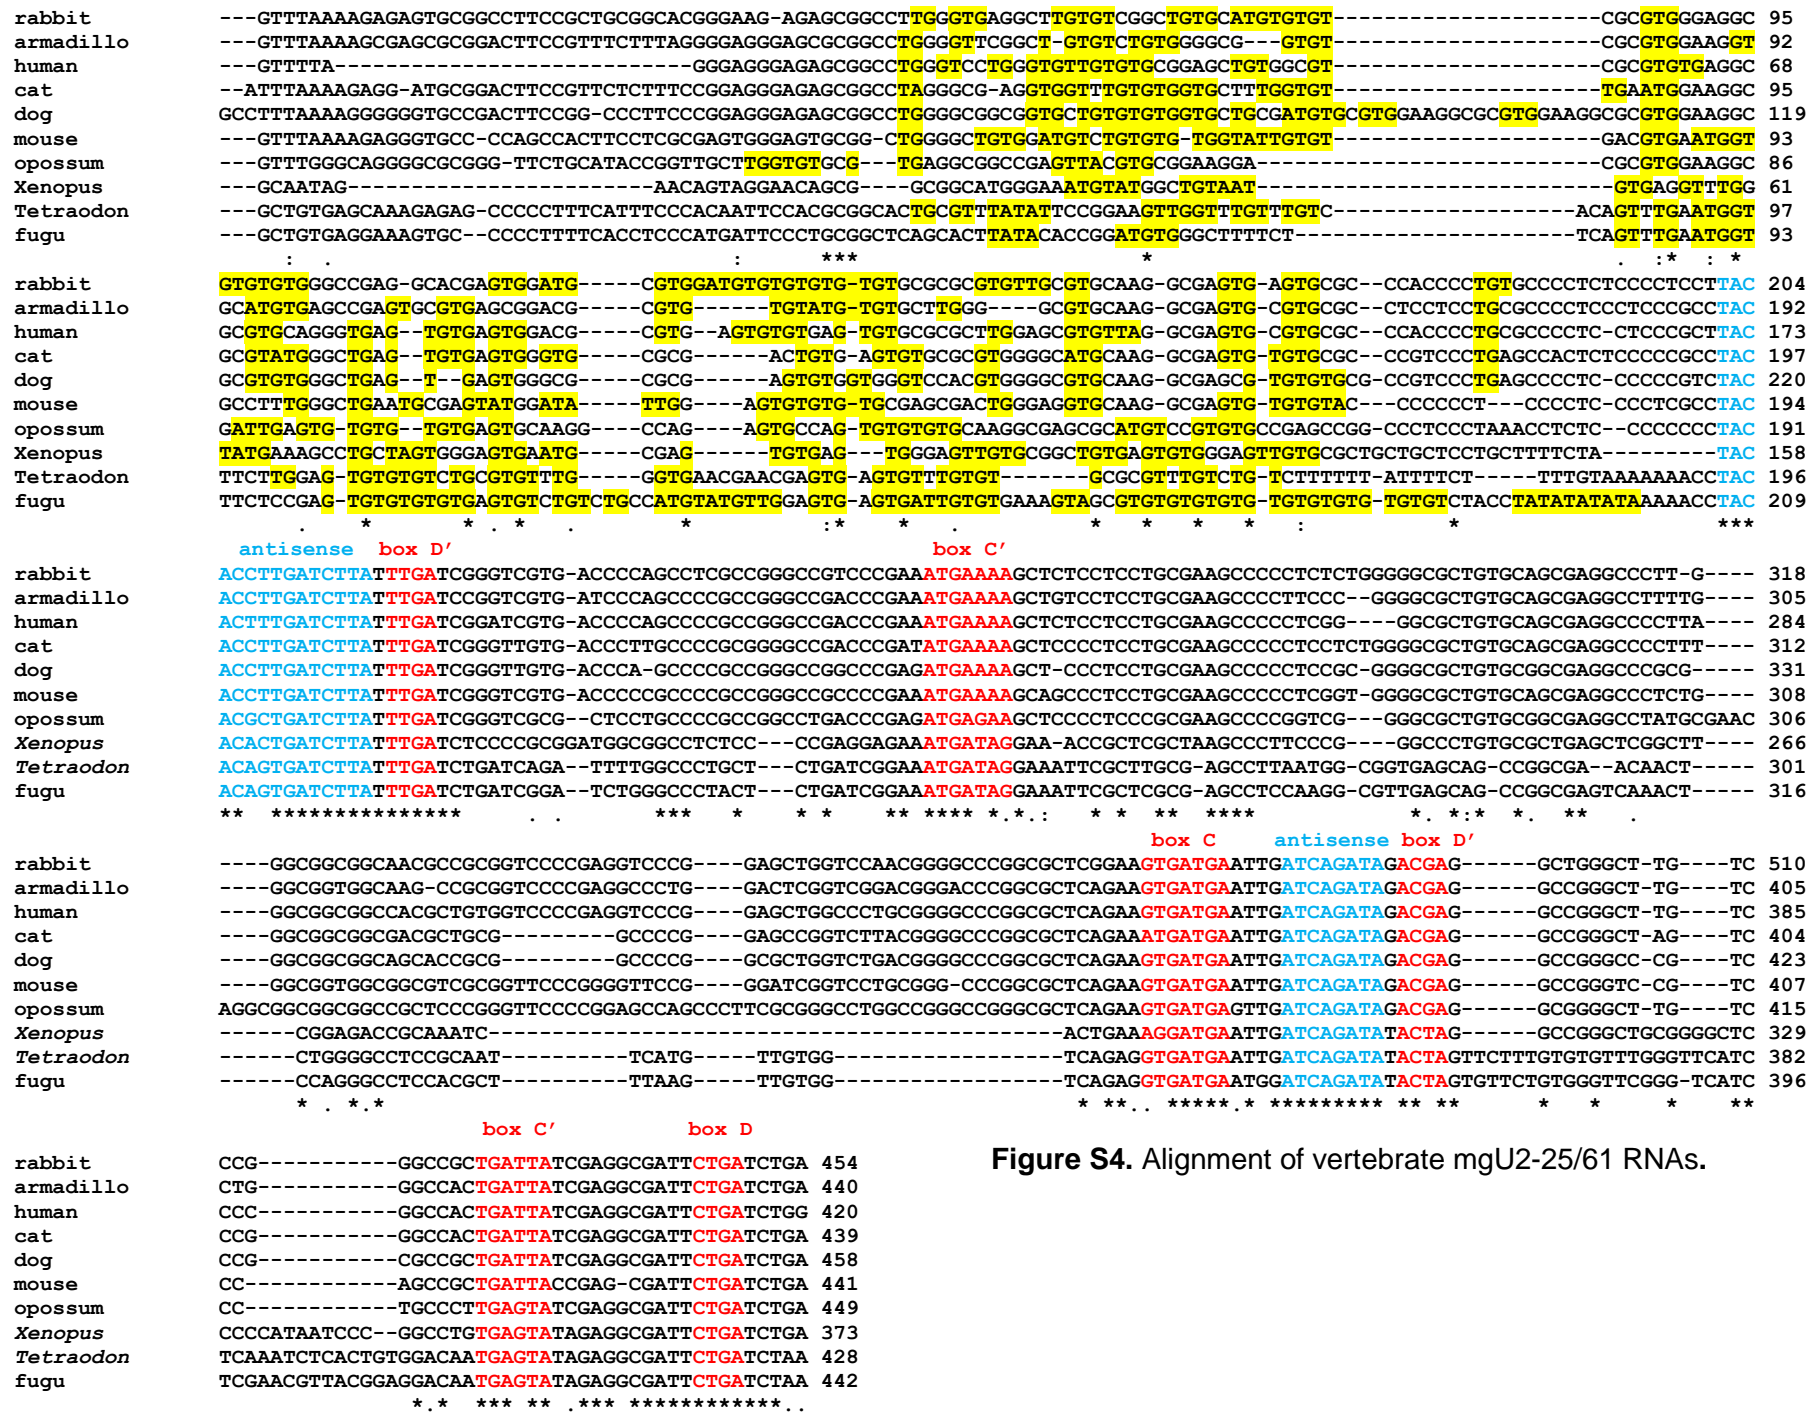 rabbit ---GTTTAAAAGAGAGTGCGGCCTTCCGCTGCGGCACGGGAAG-AGAGCGGCCTTGGGTGAGGCTTGTGTCGGCTGTGCATGTGTGT---------------------CGCGTGGGAGGC 95
armadillo ---GTTTAAAAGCGAGCGCGGACTTCCGTTTCTTTAGGGGAGGGAGCGCGGCCTGGGGTTCGGCT-GTGTCTGTGGGGCG---GTGT---------------------CGCGTGGAAGGT 92
human ---GTTTTA----------------------------GGGAGGGAGAGCGGCCTGGGTCCTGGGTGTTGTGTGCGGAGCTGTGGCGT---------------------CGCGTGTGAGGC 68
cat --ATTTAAAAGAGG-ATGCGGACTTCCGTTCTCTTTCCGGAGGGAGAGCGGCCTAGGGCG-AGGTGGTTTGTGTGGTGCTTTGGTGT---------------------TGAATGGAAGGC 95
dog GCCTTTAAAAGGGGGGTGCCGACTTCCGG-CCCTTCCCGGAGGGAGAGCGGCCTGGGGCGGCGGTGCTGTGTGTGGTGCTGCGATGTGCGTGGAAGGCGCGTGGAAGGCGCGTGGAAGGC 119
mouse ---GTTTAAAAGAGGGTGCC-CCAGCCACTTCCTCGCGAGTGGGAGTGCGG-CTGGGGCTGTGGATGTCTGTGTG-TGGTATTGTGT---------------------GACGTGAATGGT 93
opossum ---GTTTGGGCAGGGGCGCGGG-TTCTGCATACCGGTTGCTTGGTGTGCG---TGAGGCGGCCGAGTTACGTGCGGAAGGA---------------------------CGCGTGGAAGGC 86
Xenopus ---GCAATAG------------------------AACAGTAGGAACAGCG----GCGGCATGGGAAATGTATGGCTGTAAT----------------------------GTGAGGTTTGG 61
Tetraodon ---GCTGTGAGCAAAGAGAG-CCCCCTTTCATTTCCCACAATTCCACGCGGCACTGCGTTTATATTCCGGAAGTTGGTTTGTTTGTC-------------------ACAGTTTGAATGGT 97
fugu ---GCTGTGAGGAAAGTGC--CCCCTTTTCACCTCCCATGATTCCCTGCGGCTCAGCACTTATACACCGGATGTGGGCTTTTCT----------------------TCAGTTTGAATGGT 93
: . : *** * . :* : *
rabbit GTGTGTGGGCCGAG-GCACGAGTGGATG-----CGTGGATGTGTGTGTG-TGTGCGCGCGTGTTGCGTGCAAG-GCGAGTG-AGTGCGC---CCACCCCTGTGCCCCTCTCCCCTCCTTAC 204
armadillo GCATGTGAGCCGAGTGCGTGAGCGGACG-----CGTG------TGTATG-TGTGCTTGGG----GCGTGCAAG-GCGAGTG-CGTGCGC---CTCCTCCTGCGCCCCTCCTCCCGCCTAC 192
human GCGTGCAGGGTGAG--TGTGAGTGGACG-----CGTG--AGTGTGTGAG-TGTGCGCGCTTGGAGCGTGTTAG-GCGAGTG-CGTGCGC---CCACCCCTGCGCCCCTC-CTCCCGCTTAC 173
cat GCGTATGGGCTGAG--TGTGAGTGGGTG-----CGCG------ACTGTG-AGTGTGCGCGTGGGGCATGCAAG-GCGAGTG-TGTGCGC---CCGTCCCTGAGCCACTCTCCCCCGCCTAC 197
dog GCGTGTGGGCTGAG--T--GAGTGGGCG-----CGCG------AGTGTGGTGGGTCCACGTGGGGCGTGCAAG-GCGAGCG-TGTGTGCG--CCGTCCCTGAGCCCCTC-CCCCCGTCTAC 220
mouse GCCTTTGGGCTGAATGCGAGTATGGATA-----TTGG----AGTGTGTG-TGCGAGCGACTGGGAGGTGCAAG-GCGAGTG-TGTGTAC---CCCCCCT---CCCCTC-CCCTCGCCTAC 194
opossum GATTGAGTG-TGTG--TGTGAGTGCAAGG----CCAG----AGTGCCAG-TGTGTGTGCAAGGCGAGCGCATGTCCGTGTGCCGAGCCGG-CCCTCCCTAAACCTCTC-CCCCCCCTAC 191
Xenopus TATGAAAGCCTGCTAGTGGGAGTGAATG-----CGAG------TGTGAG---TGGGAGTTGTGCGGCTGTGAGTGTGGGAGTTGTGCGCTGCTGCTCCTGCTTTTCTA---------TAC 158
Tetraodon TTCTTGGAG-TGTGTGTCTGCGTGTTTG-----GGTGAACGAACGAGTG-AGTGTTTGTGT-------GCGCGTTTGTCTG-TCTTTTTT-ATTTTCT----TTTGTAAAAAAACCTAC 196
fugu TTCTCCGAG-TGTGTGTGTGAGTGTCTGTCTGCCATGTATGTTGGAGTG-AGTGATTGTGTGAAAGTAGCGTGTGTGTGTG-TGTGTGTG-TGTGTCTACCTATATATATAAAAACCTAC 209
. * * . * . * :* * . * * * * : * ***
antisense box D’ box C’
rabbit ACCTTGATCTTATTTGATCGGGTCGTG-ACCCCAGCCTCGCCGGGCCGTCCCGAAATGAAAAGCTCTCCTCCTGCGAAGCCCCCTCTCTGGGGGCGCTGTGCAGCGAGGCCCTT-G---- 318
armadillo ACCTTGATCTTATTTGATCCGGTCGTG-ATCCCAGCCCCGCCGGGCCGACCCGAAATGAAAAGCTGTCCTCCTGCGAAGCCCCTTCCC--GGGGCGCTGTGCAGCGAGGCCTTTTG---- 305
human ACTTTGATCTTATTTGATCGGATCGTG-ACCCCAGCCCCGCCGGGCCGACCCGAAATGAAAAGCTCTCCTCCTGCGAAGCCCCCTCGG----GGCGCTGTGCAGCGAGGCCCCTTA---- 284
cat ACCTTGATCTTATTTGATCGGGTTGTG-ACCCTTGCCCCGCGGGGCCGACCCGATATGAAAAGCTCCCCTCCTGCGAAGCCCCCTCCTCTGGGGCGCTGTGCAGCGAGGCCCCTTT---- 312
dog ACCTTGATCTTATTTGATCGGGTTGTG-ACCCA-GCCCCGCCGGGCCGGCCCGAGATGAAAAGCT-CCCTCCTGCGAAGCCCCCTCCGC-GGGGCGCTGTGCGGCGAGGCCCGCG----- 331
mouse ACCTTGATCTTATTTGATCGGGTCGTG-ACCCCCGCCCCGCCGGGCCGCCCCGAAATGAAAAGCAGCCCTCCTGCGAAGCCCCCTCGGT-GGGGCGCTGTGCAGCGAGGCCCTCTG---- 308
opossum ACGCTGATCTTATTTGATCGGGTCGCG--CTCCTGCCCCGCCGGCCTGACCCGAGATGAGAAGCTCCCCTCCCGCGAAGCCCCGGTCG---GGGCGCTGTGCGGCGAGGCCTATGCGAAC 306
Xenopus ACACTGATCTTATTTGATCTCCCCGCGGATGGCGGCCTCTCC---CCGAGGAGAAATGATAGGAA-ACCGCTCGCTAAGCCCTTCCCG----GGCCCTGTGCGCTGAGCTCGGCTT---- 266
Tetraodon ACAGTGATCTTATTTGATCTGATCAGA--TTTTGGCCCTGCT---CTGATCGGAAATGATAGGAAATTCGCTTGCG-AGCCTTAATGG-CGGTGAGCAG-CCGGCGA--ACAACT----- 301
fugu ACAGTGATCTTATTTGATCTGATCGGA--TCTGGGCCCTACT---CTGATCGGAAATGATAGGAAATTCGCTCGCG-AGCCTCCAAGG-CGTTGAGCAG-CCGGCGAGTCAAACT----- 316
** *************** . . *** * * * ** **** *.*.: * * ** **** *. *:* *. ** .
box C antisense box D’
rabbit ----GGCGGCGGCAACGCCGCGGTCCCCGAGGTCCCG----GAGCTGGTCCAACGGGGCCCGGCGCTCGGAAGTGATGAATTGATCAGATAGACGAG------GCTGGGCT-TG----TC 510
armadillo ----GGCGGTGGCAAG-CCGCGGTCCCCGAGGCCCTG----GACTCGGTCGGACGGGACCCGGCGCTCAGAAGTGATGAATTGATCAGATAGACGAG------GCCGGGCT-TG----TC 405
human ----GGCGGCGGCCACGCTGTGGTCCCCGAGGTCCCG----GAGCTGGCCCTGCGGGGCCCGGCGCTCAGAAGTGATGAATTGATCAGATAGACGAG------GCCGGGCT-TG----TC 385
cat ----GGCGGCGGCGACGCTGCG---------GCCCCG----GAGCCGGTCTTACGGGGCCCGGCGCTCAGAAATGATGAATTGATCAGATAGACGAG------GCCGGGCT-AG----TC 404
dog ----GGCGGCGGCAGCACCGCG---------GCCCCG----GCGCTGGTCTGACGGGGCCCGGCGCTCAGAAGTGATGAATTGATCAGATAGACGAG------GCCGGGCC-CG----TC 423
mouse ----GGCGGTGGCGGCGTCGCGGTTCCCGGGGTTCCG----GGATCGGTCCTGCGGG-CCCGGCGCTCAGAAGTGATGAATTGATCAGATAGACGAG------GCCGGGTC-CG----TC 407
opossum AGGCGGCGGCGGCCGCTCCCGGGTTCCCCGGAGCCAGCCCTTCGCGGGCCTGGCCGGGCCGGGCGCTCAGAAGTGATGAGTTGATCAGATAGACGAG------GCGGGGCT-TG----TC 415
Xenopus ------CGGAGACCGCAAATC---------------------------------------------ACTGAAAGGATGAATTGATCAGATATACTAG------GCCGGGCTGCGGGGCTC 329
Tetraodon ------CTGGGGCCTCCGCAAT----------TCATG----TTGTGG------------------TCAGAGGTGATGAATTGATCAGATATACTAGTTCTTTGTGTGTTTGGGTTCATC 382
fugu ------CCAGGGCCTCCACGCT----------TTAAG----TTGTGG------------------TCAGAGGTGATGAATGGATCAGATATACTAGTGTTCTGTGGGTTCGGG-TCATC 396
* . *.* * **.. *****.* ********* ** ** * * * **
box C’ box D
rabbit CCG-----------GGCCGCTGATTATCGAGGCGATTCTGATCTGA 454
armadillo CTG-----------GGCCACTGATTATCGAGGCGATTCTGATCTGA 440
human CCC-----------GGCCACTGATTATCGAGGCGATTCTGATCTGG 420
cat CCG-----------GGCCACTGATTATCGAGGCGATTCTGATCTGA 439
dog CCG-----------CGCCGCTGATTATCGAGGCGATTCTGATCTGA 458
mouse CC------------AGCCGCTGATTACCGAG-CGATTCTGATCTGA 441
opossum CC------------TGCCCTTGAGTATCGAGGCGATTCTGATCTGA 449
Xenopus CCCCATAATCCC--GGCCTGTGAGTATAGAGGCGATTCTGATCTGA 373
Tetraodon TCAAATCTCACTGTGGACAATGAGTATAGAGGCGATTCTGATCTAA 428
fugu TCGAACGTTACGGAGGACAATGAGTATAGAGGCGATTCTGATCTAA 442
*.* *** ** .*** ************..
Figure S4. Alignment of vertebrate mgU2-25/61 RNAs.